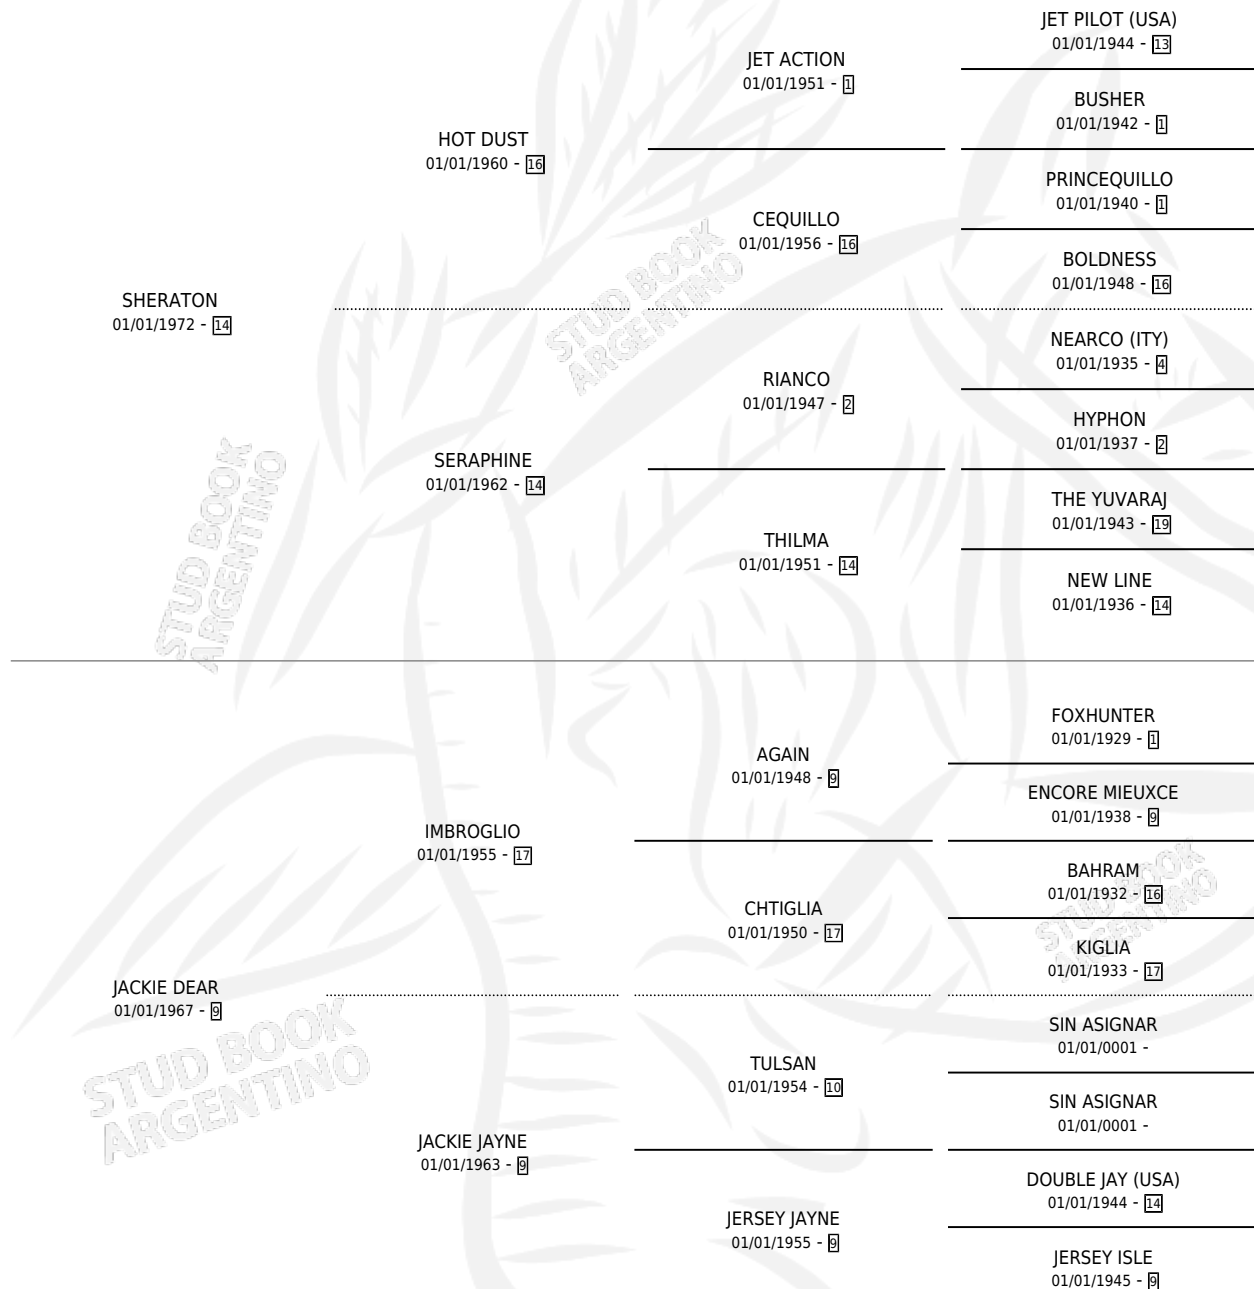 JET PILOT (USA)
01/01/1944 - 13
JET ACTION
01/01/1951 - 1
BUSHER
01/01/1942 - 1
HOT DUST
01/01/1960 - 16
PRINCEQUILLO
01/01/1940 - 1
CEQUILLO
01/01/1956 - 16
BOLDNESS
01/01/1948 - 16
SHERATON
01/01/1972 - 14
NEARCO (ITY)
01/01/1935 - 4
RIANCO
01/01/1947 - 2
HYPHON
01/01/1937 - 2
SERAPHINE
01/01/1962 - 14
THE YUVARAJ
01/01/1943 - 19
THILMA
01/01/1951 - 14
NEW LINE
01/01/1936 - 14
FOXHUNTER
01/01/1929 - 1
AGAIN
01/01/1948 - 9
ENCORE MIEUXCE
01/01/1938 - 9
IMBROGLIO
01/01/1955 - 17
BAHRAM
01/01/1932 - 16
CHTIGLIA
01/01/1950 - 17
KIGLIA
01/01/1933 - 17
JACKIE DEAR
01/01/1967 - 9
SIN ASIGNAR
01/01/0001 -
TULSAN
01/01/1954 - 10
SIN ASIGNAR
01/01/0001 -
JACKIE JAYNE
01/01/1963 - 9
DOUBLE JAY (USA)
01/01/1944 - 14
JERSEY JAYNE
01/01/1955 - 9
JERSEY ISLE
01/01/1945 - 9
STUD BOOK
ARGENTINO
STUD BOOK
ARGENTINO
STUD BOOK
ARGENTINO
STUD BOOK
ARGENTINO